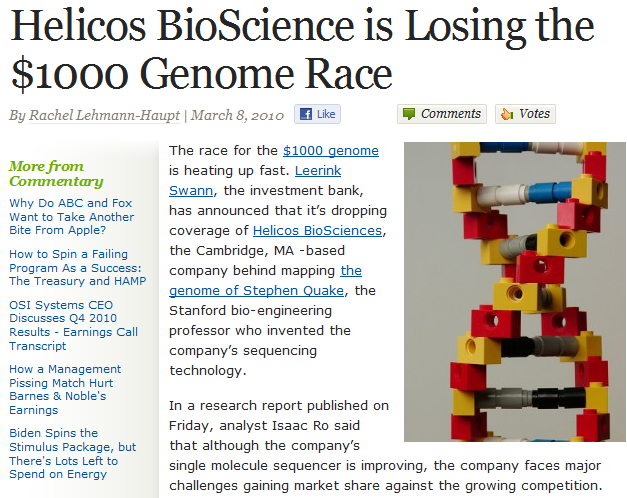 Helicos BioScience is Losing the
$1000 Genome Race
By Rachel Lehmann-Haupt | March 8, 2010
Like
Comments
Votes
More from
Commentary
Why Do ABC and Fox
Want to Take Another
Bite From Apple?
How to Spin a Failing
Program As a Success:
The Treasury and HAMP
OSI Systems CEO
Discusses Q4 2010
Results - Earnings Call
Transcript
How a Management
Pissing Match Hurt
Barnes & Noble's
Earnings
Biden Spins the
Stimulus Package, but
There's Lots Left to
Spend on Energy
The race for the $1000 genome
is heating up fast. Leerink
Swann, the investment bank,
has announced that it's dropping
coverage of Helicos BioSciences,
the Cambridge, MA -based
company behind mapping the
genome of Stephen Quake, the
Stanford bio-engineering
professor who invented the
company's sequencing
technology.
In a research report published on
Friday, analyst Isaac Ro said
that although the company's
single molecule sequencer is improving, the company faces major
challenges gaining market share against the growing competition.